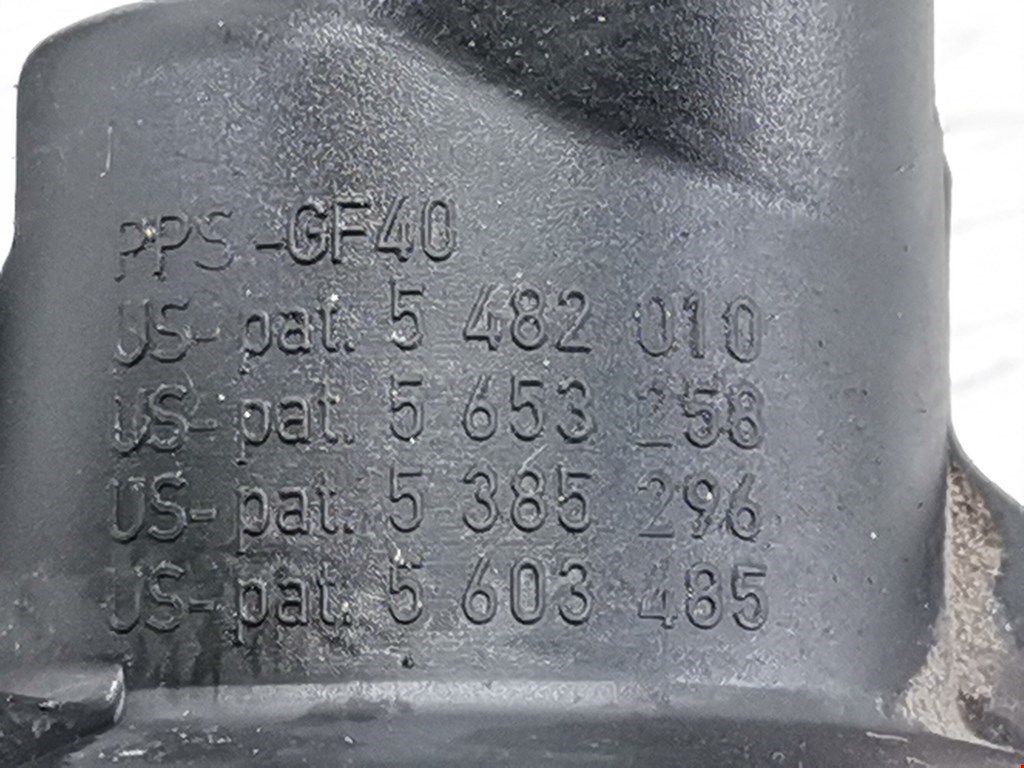 PPS-GF40
US-pat. 5 482 010
US-pat. 5 653 258
US-pat. 5 385 296
US-pat. 5 603 485